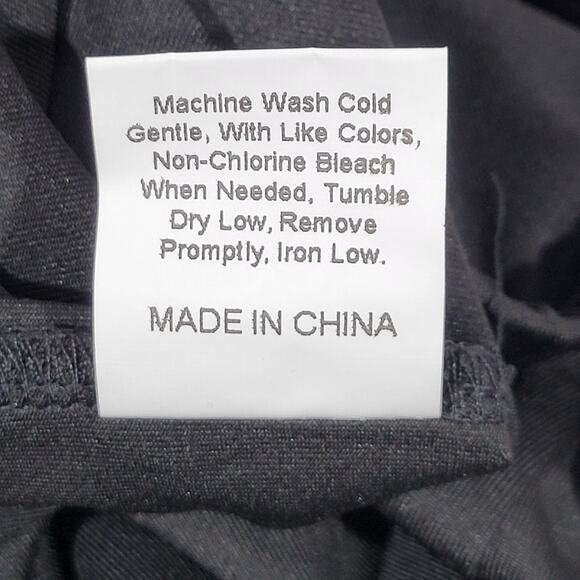 Machine Wash Cold
Gentle, With Like Colors,
Non-Chlorine Bleach
When Needed, Tumble
Dry Low, Remove
Promptly, Iron Low.
MADE IN CHINA